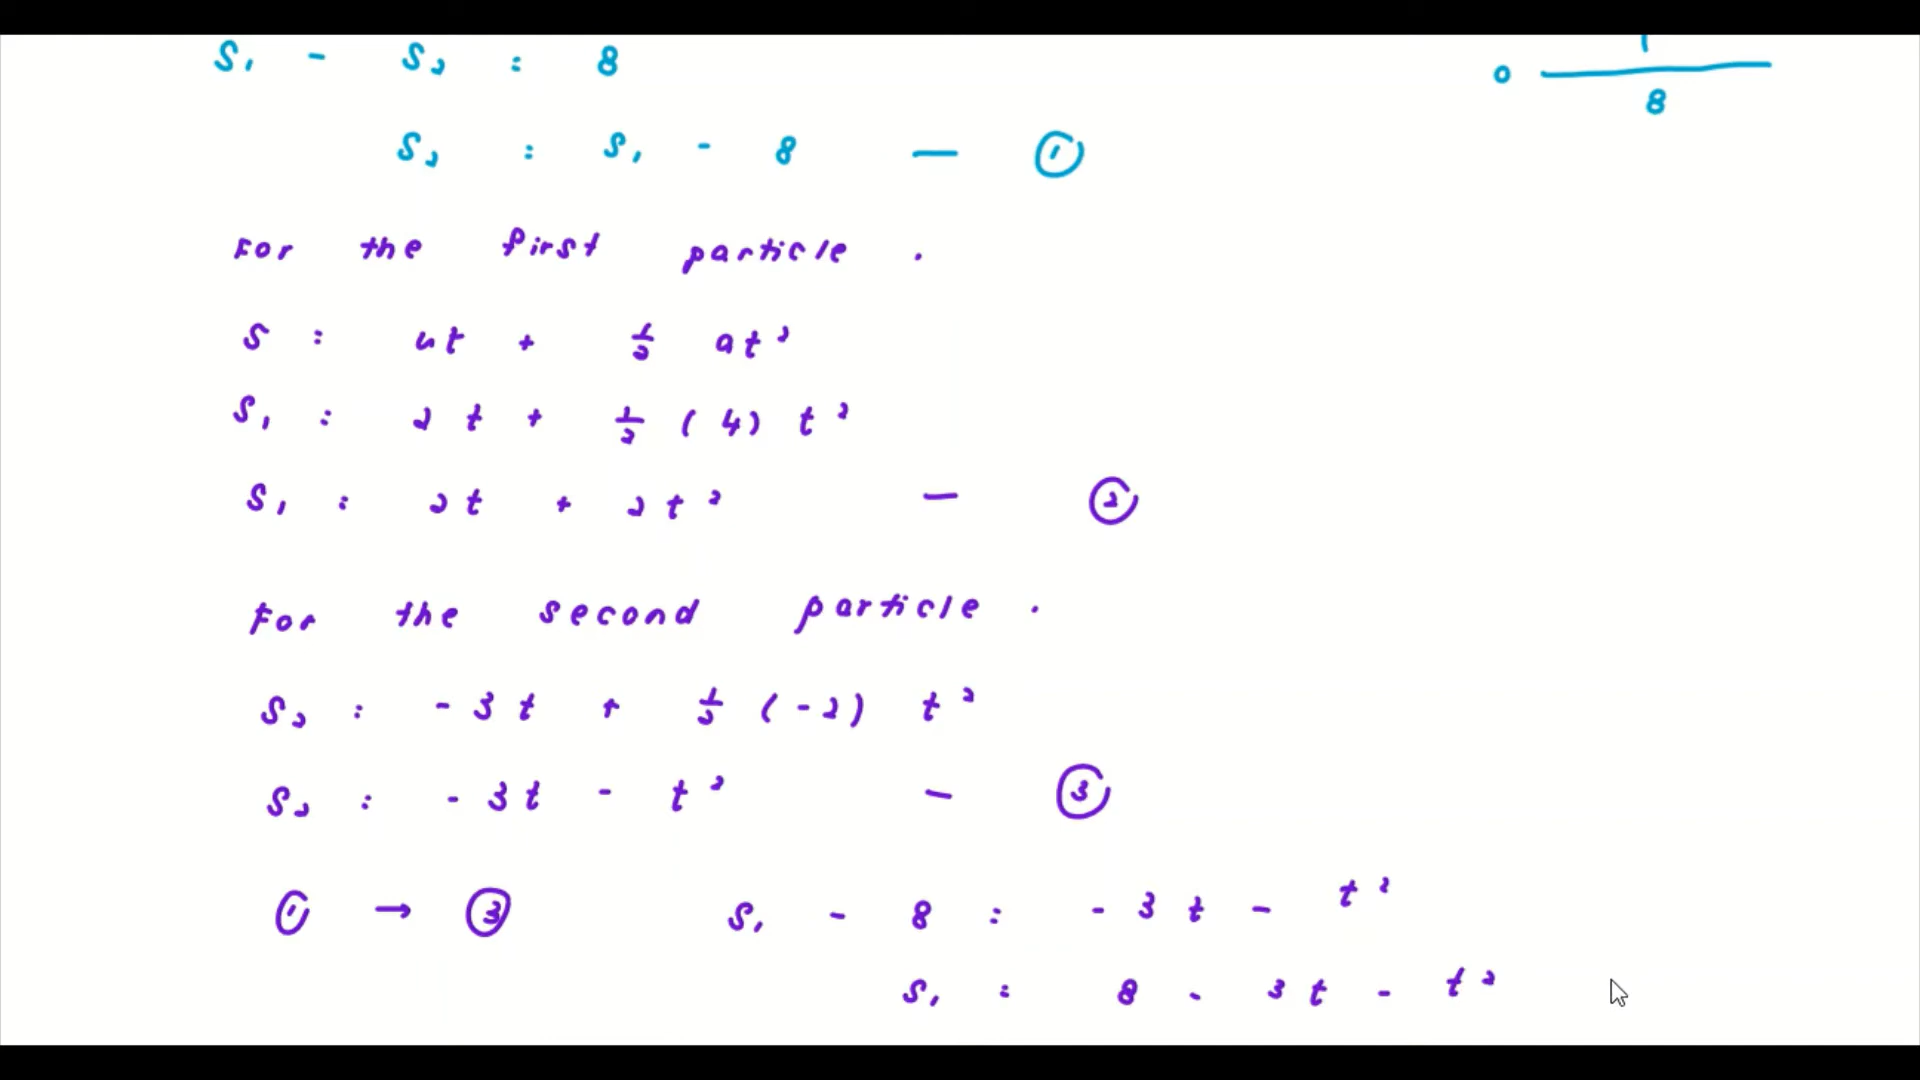 S₁ - S₂ = 8
0
8
S₂ = S₁ - 8 — ①
For the first particle.
S = ut + ½ at²
S₁ = 2t + ½ (4) t²
S₁ = 2t + 2t² — ②
For the second particle.
S₂ = -3t + ½ (-2) t²
S₂ = -3t - t² — ③
① → ③ S₁ - 8 = -3t - t²
S₁ = 8 - 3t - t²